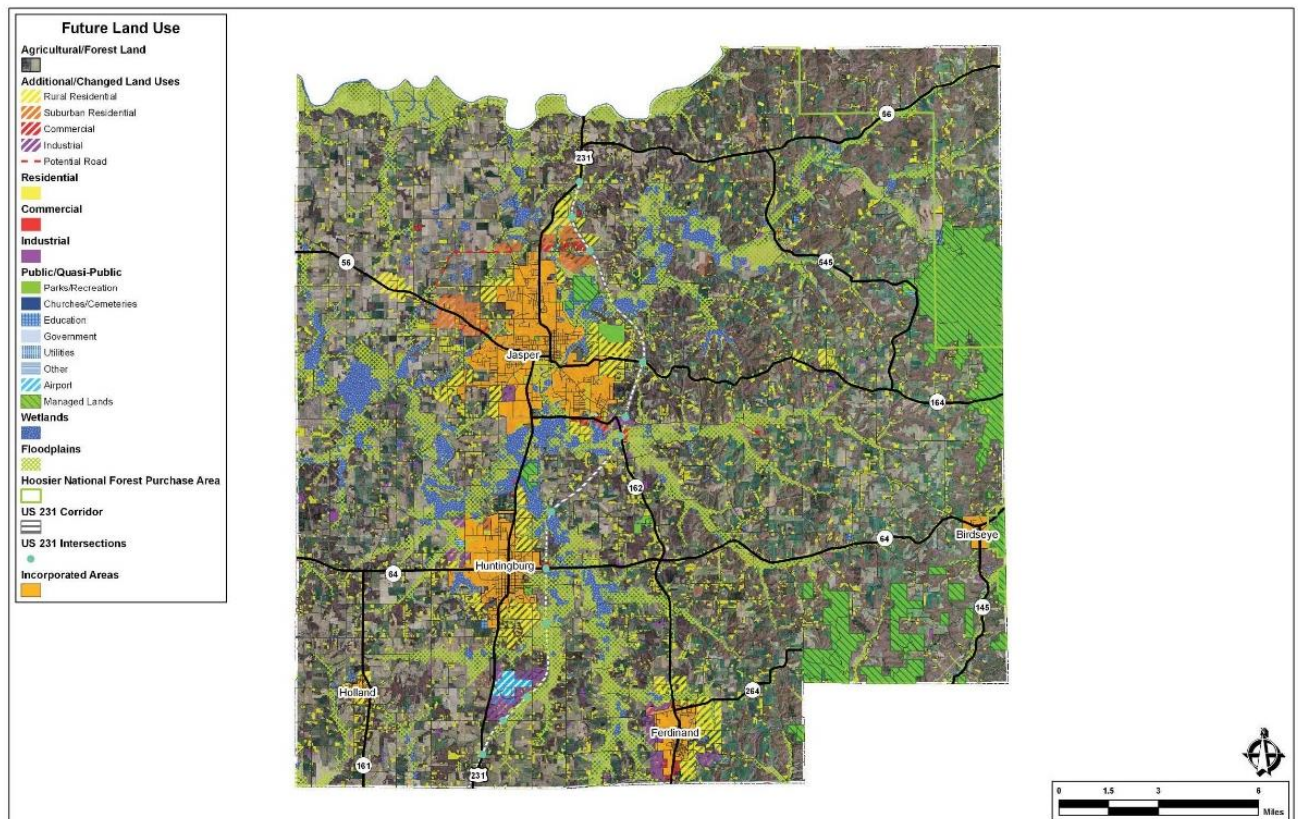 Future Land Use
Agricultural/Forest Land
Additional/Changed Land Uses
Rural Residential
Suburban Residential
Commercial
Industrial
Potential Road
Residential
Commercial
Industrial
Public/Quasi-Public
Parks/Recreation
Churches/Cemeteries
Education
Government
Utilities
Other
Airport
Managed Lands
Wetlands
Floodplains
Hoosier National Forest Purchase Area
US 231 Corridor
US 231 Intersections
Incorporated Areas
56
231
56
545
Jasper
164
162
64
Birdseye
Huntingburg
64
145
Holland
264
Ferdinand
161
231
0 1.5 3 6
Miles